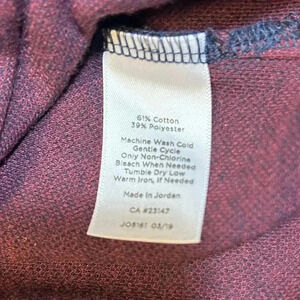 61% Cotton
39% Polyester
Machine Wash Cold
Gentle Cycle
Only Non-Chlorine
Bleach When Needed
Tumble Dry Low
Warm Iron, If Needed
Made in Jordan
CA #23147
JO8161 03/19